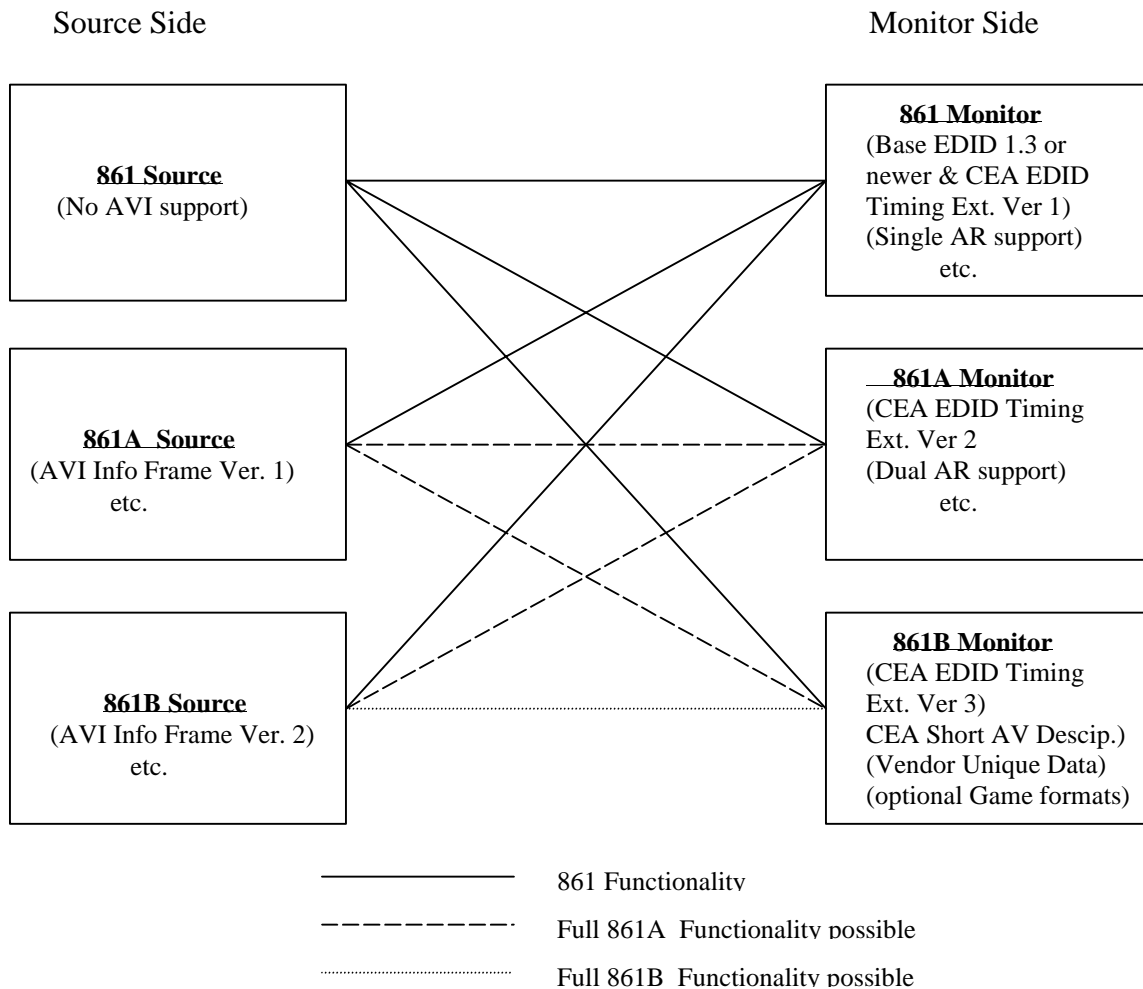 Source Side
Monitor Side
861 Source
(No AVI support)
861 Monitor
(Base EDID 1.3 or
newer & CEA EDID
Timing Ext. Ver 1)
(Single AR support)
etc.
861A Source
(AVI Info Frame Ver. 1)
etc.
861A Monitor
(CEA EDID Timing
Ext. Ver 2
(Dual AR support)
etc.
861B Source
(AVI Info Frame Ver. 2)
etc.
861B Monitor
(CEA EDID Timing
Ext. Ver 3)
CEA Short AV Descip.)
(Vendor Unique Data)
(optional Game formats)
861 Functionality
Full 861A Functionality possible
Full 861B Functionality possible